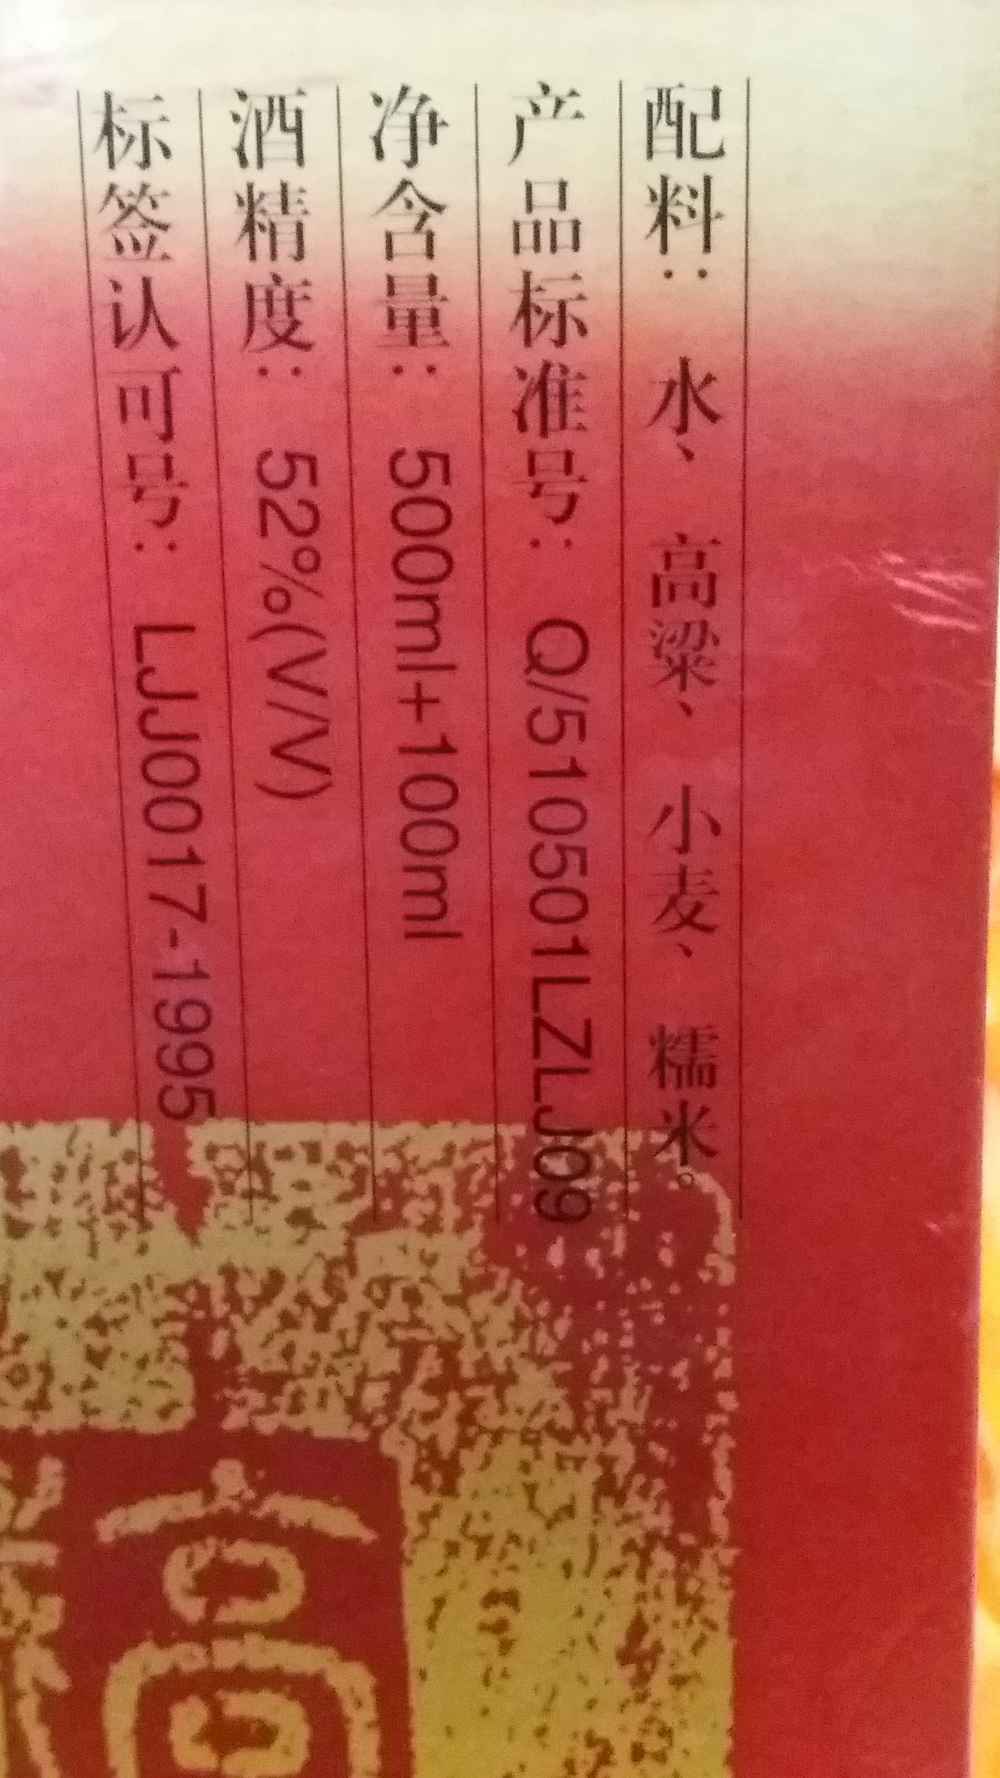 配料：水、高粱、小麦、糯米。
产品标准号：Q/510501LZLJ09
净含量：500ml+100ml
酒精度：52%(V/V)
标签认可号：LJJ0017-1995